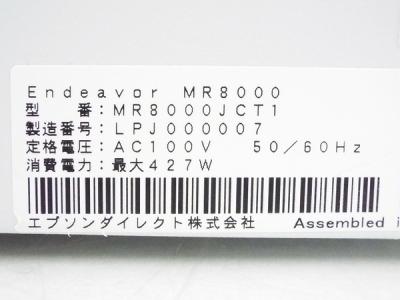 Endeavor MR8000
型　　番：MR8000JCT1
製造番号：LPJ000007
定格電圧：AC100V　50／60Hz
消費電力：最大427W
エプソンダイレクト株式会社　Assembled i